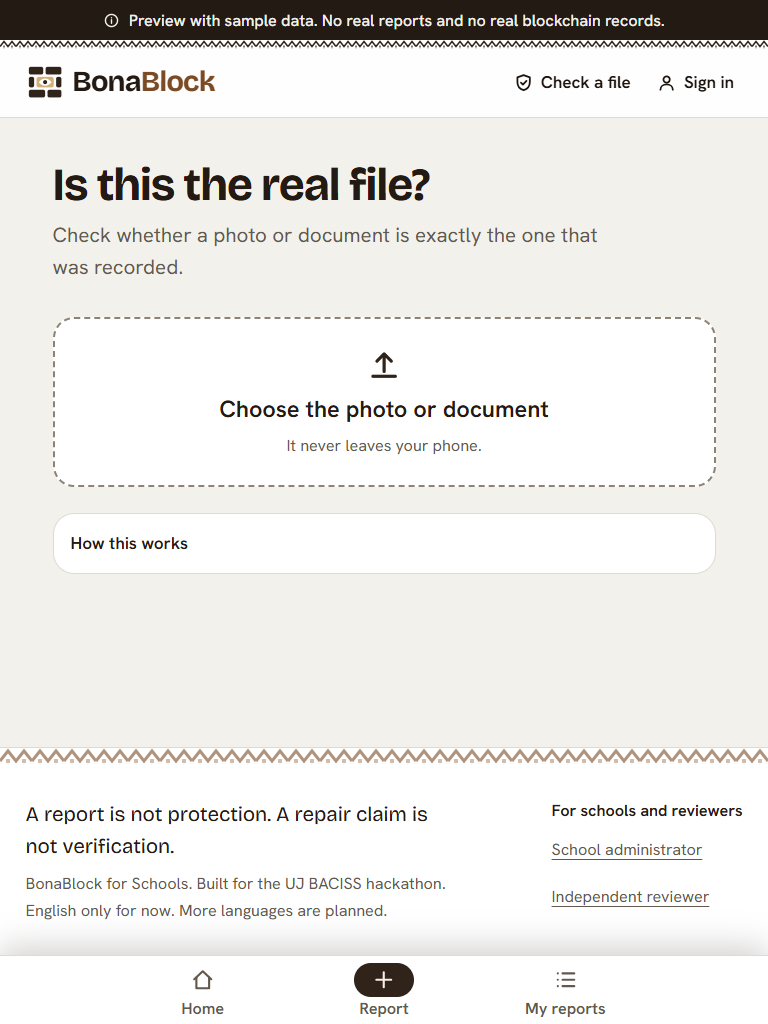 Preview with sample data. No real reports and no real blockchain records.
BonaBlock
Check a file
Sign in
Is this the real file?
Check whether a photo or document is exactly the one that
was recorded.
Choose the photo or document
It never leaves your phone.
How this works
A report is not protection. A repair claim is
not verification.
BonaBlock for Schools. Built for the UJ BACISS hackathon.
English only for now. More languages are planned.
For schools and reviewers
School administrator
Independent reviewer
Home
Report
My reports